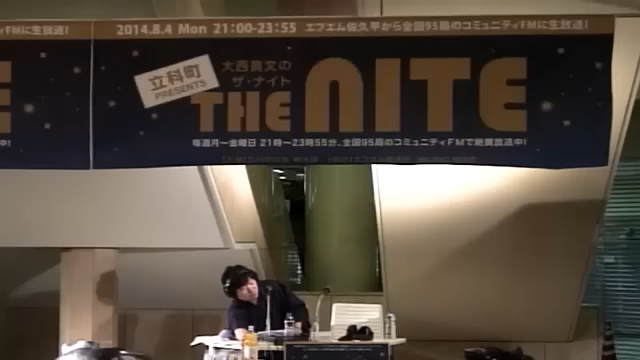 に生放送!
2014.8.4 Mon 21:00-23:55 エフエム佐久平から全国95局のコミュニティFMに生放送!
立科町
PRESENTS
大西貴文の
ザ・ナイト
THE NITE
毎週月〜金曜日 21時〜23時55分、全国95局のコミュニティFMで絶賛放送中!